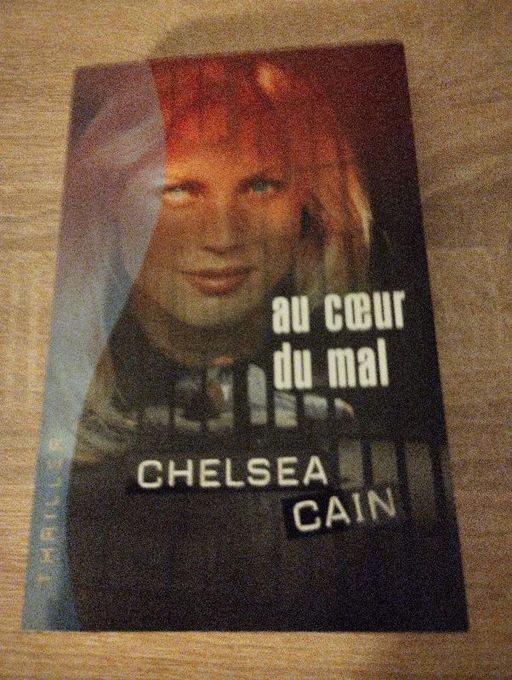 au cœur
du mal
CHELSEA
CAIN
THRILLER